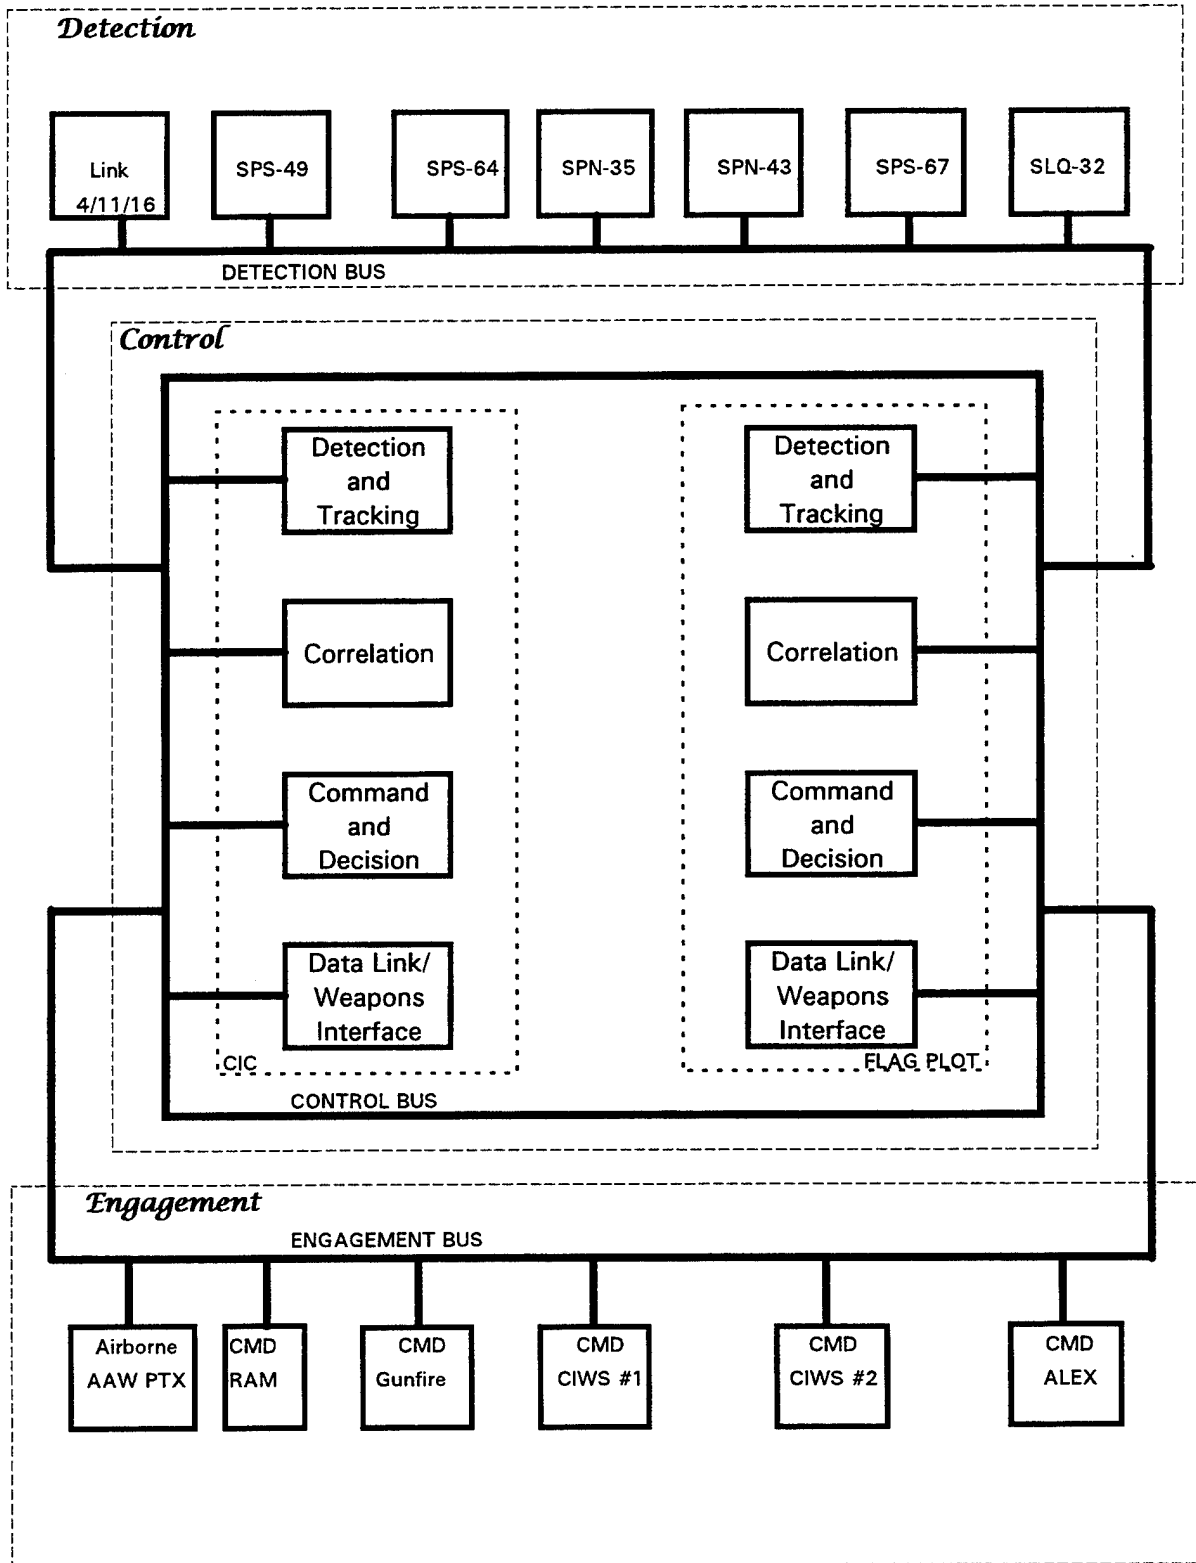 Detection
Link
4/11/16
SPS-49
SPS-64
SPN-35
SPN-43
SPS-67
SLQ-32
DETECTION BUS
Control
Detection
and
Tracking
Correlation
Command
and
Decision
Data Link/
Weapons
Interface
CIC
Detection
and
Tracking
Correlation
Command
and
Decision
Data Link/
Weapons
Interface
FLAG PLOT
CONTROL BUS
Engagement
ENGAGEMENT BUS
Airborne
AAW PTX
CMD
RAM
CMD
Gunfire
CMD
CIWS #1
CMD
CIWS #2
CMD
ALEX